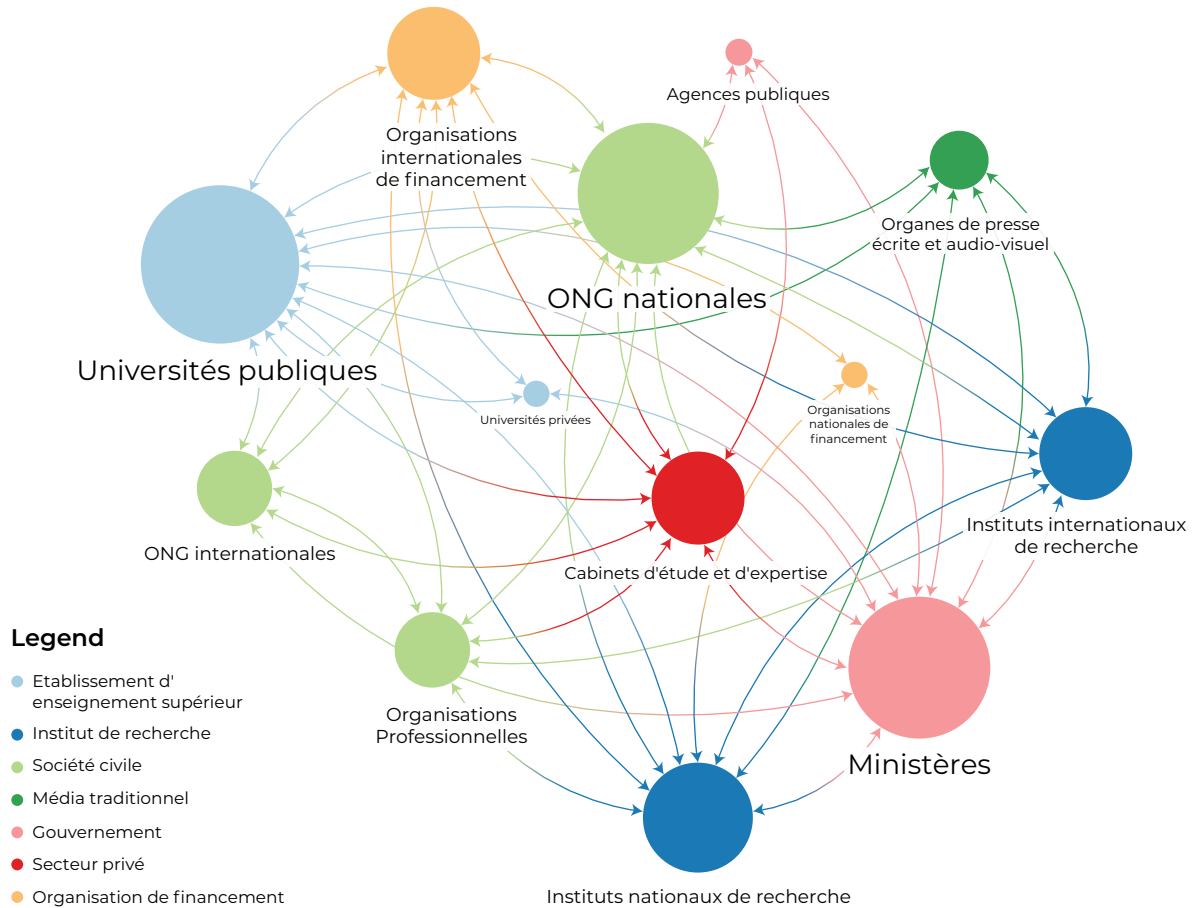 Agences publiques
Organisations
internationales
de financement
Organes de presse
écrite et audio-visuel
ONG nationales
Universités publiques
Universités privées
Organisations
nationales de
financement
Instituts internationaux
de recherche
ONG internationales
Cabinets d'étude et d'expertise
Organisations
Professionnelles
Ministères
Instituts nationaux de recherche
Legend
Etablissement d'
enseignement supérieur
Institut de recherche
Société civile
Média traditionnel
Gouvernement
Secteur privé
Organisation de financement